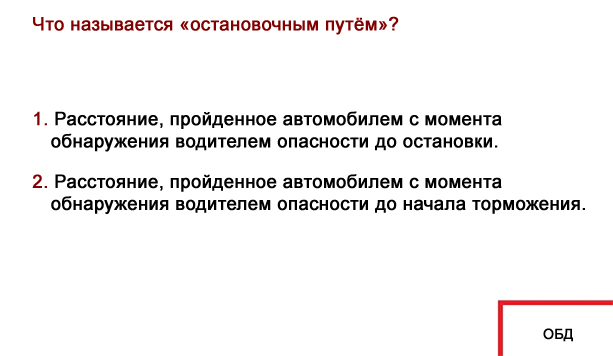 Что называется «остановочным путём»?
1. Расстояние, пройденное автомобилем с момента
обнаружения водителем опасности до остановки.
2. Расстояние, пройденное автомобилем с момента
обнаружения водителем опасности до начала торможения.
ОБД